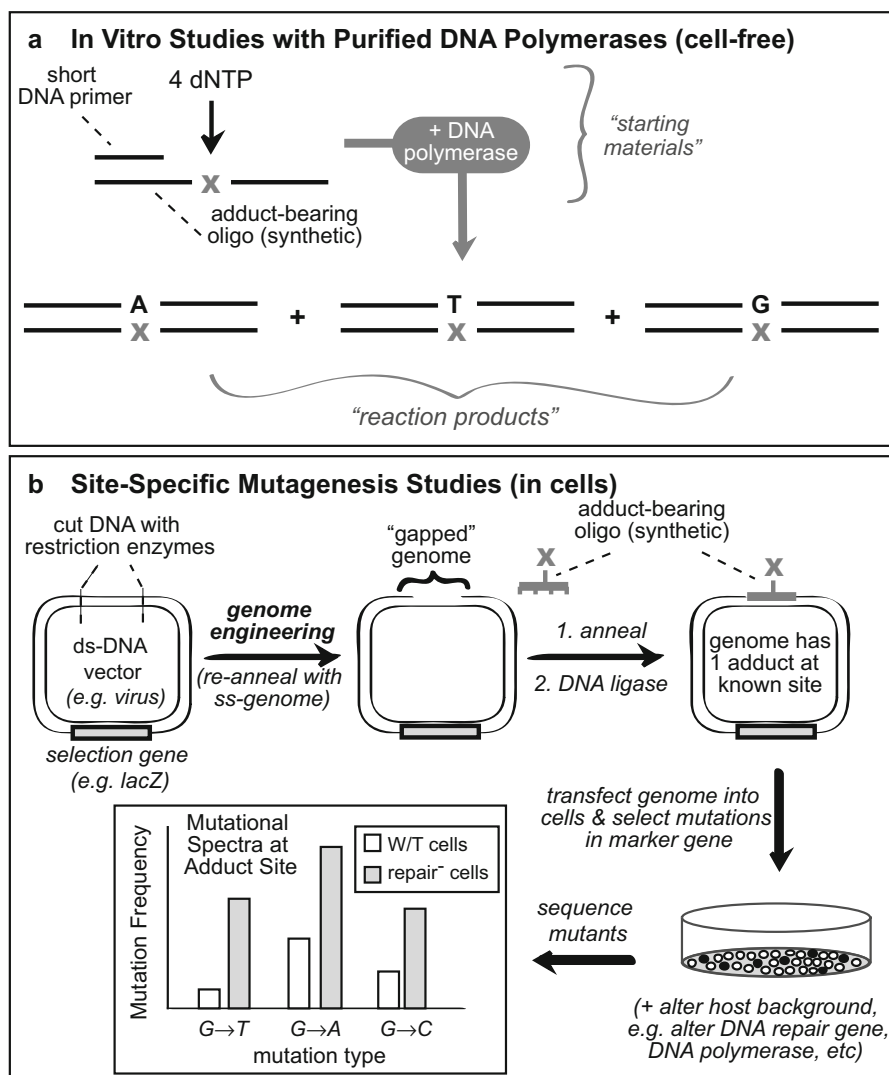 a In Vitro Studies with Purified DNA Polymerases (cell-free)
short
DNA primer
4 dNTP
+ DNA
polymerase
“starting
materials”
X
adduct-bearing
oligo (synthetic)
A
X
+
T
X
+
G
X
“reaction products”
b Site-Specific Mutagenesis Studies (in cells)
cut DNA with
restriction enzymes
“gapped”
genome
adduct-bearing
oligo (synthetic)
X
X
ds-DNA
vector
(e.g. virus)
genome
engineering
(re-anneal with
ss-genome)
1. anneal
2. DNA ligase
genome has
1 adduct at
known site
selection gene
(e.g. lacZ)
transfect genome into
cells & select mutations
in marker gene
Mutational
Spectra at
Adduct Site
W/T cells
repair⁻ cells
Mutation Frequency
G→T
G→A
G→C
mutation type
sequence
mutants
(+ alter host background,
e.g. alter DNA repair gene,
DNA polymerase, etc)